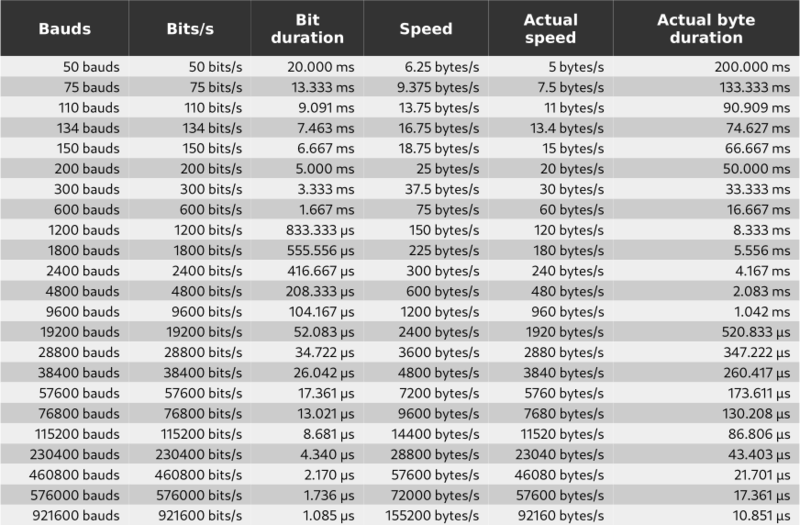 Bauds Bits/s Bit duration Speed Actual speed Actual byte duration
50 bauds 50 bits/s 20.000 ms 6.25 bytes/s 5 bytes/s 200.000 ms
75 bauds 75 bits/s 13.333 ms 9.375 bytes/s 7.5 bytes/s 133.333 ms
110 bauds 110 bits/s 9.091 ms 13.75 bytes/s 11 bytes/s 90.909 ms
134 bauds 134 bits/s 7.463 ms 16.75 bytes/s 13.4 bytes/s 74.627 ms
150 bauds 150 bits/s 6.667 ms 18.75 bytes/s 15 bytes/s 66.667 ms
200 bauds 200 bits/s 5.000 ms 25 bytes/s 20 bytes/s 50.000 ms
300 bauds 300 bits/s 3.333 ms 37.5 bytes/s 30 bytes/s 33.333 ms
600 bauds 600 bits/s 1.667 ms 75 bytes/s 60 bytes/s 16.667 ms
1200 bauds 1200 bits/s 833.333 µs 150 bytes/s 120 bytes/s 8.333 ms
1800 bauds 1800 bits/s 555.556 µs 225 bytes/s 180 bytes/s 5.556 ms
2400 bauds 2400 bits/s 416.667 µs 300 bytes/s 240 bytes/s 4.167 ms
4800 bauds 4800 bits/s 208.333 µs 600 bytes/s 480 bytes/s 2.083 ms
9600 bauds 9600 bits/s 104.167 µs 1200 bytes/s 960 bytes/s 1.042 ms
19200 bauds 19200 bits/s 52.083 µs 2400 bytes/s 1920 bytes/s 520.833 µs
28800 bauds 28800 bits/s 34.722 µs 3600 bytes/s 2880 bytes/s 347.222 µs
38400 bauds 38400 bits/s 26.042 µs 4800 bytes/s 3840 bytes/s 260.417 µs
57600 bauds 57600 bits/s 17.361 µs 7200 bytes/s 5760 bytes/s 173.611 µs
76800 bauds 76800 bits/s 13.021 µs 9600 bytes/s 7680 bytes/s 130.208 µs
115200 bauds 115200 bits/s 8.681 µs 14400 bytes/s 11520 bytes/s 86.806 µs
230400 bauds 230400 bits/s 4.340 µs 28800 bytes/s 23040 bytes/s 43.403 µs
460800 bauds 460800 bits/s 2.170 µs 57600 bytes/s 46080 bytes/s 21.701 µs
576000 bauds 576000 bits/s 1.736 µs 72000 bytes/s 57600 bytes/s 17.361 µs
921600 bauds 921600 bits/s 1.085 µs 155200 bytes/s 92160 bytes/s 10.851 µs